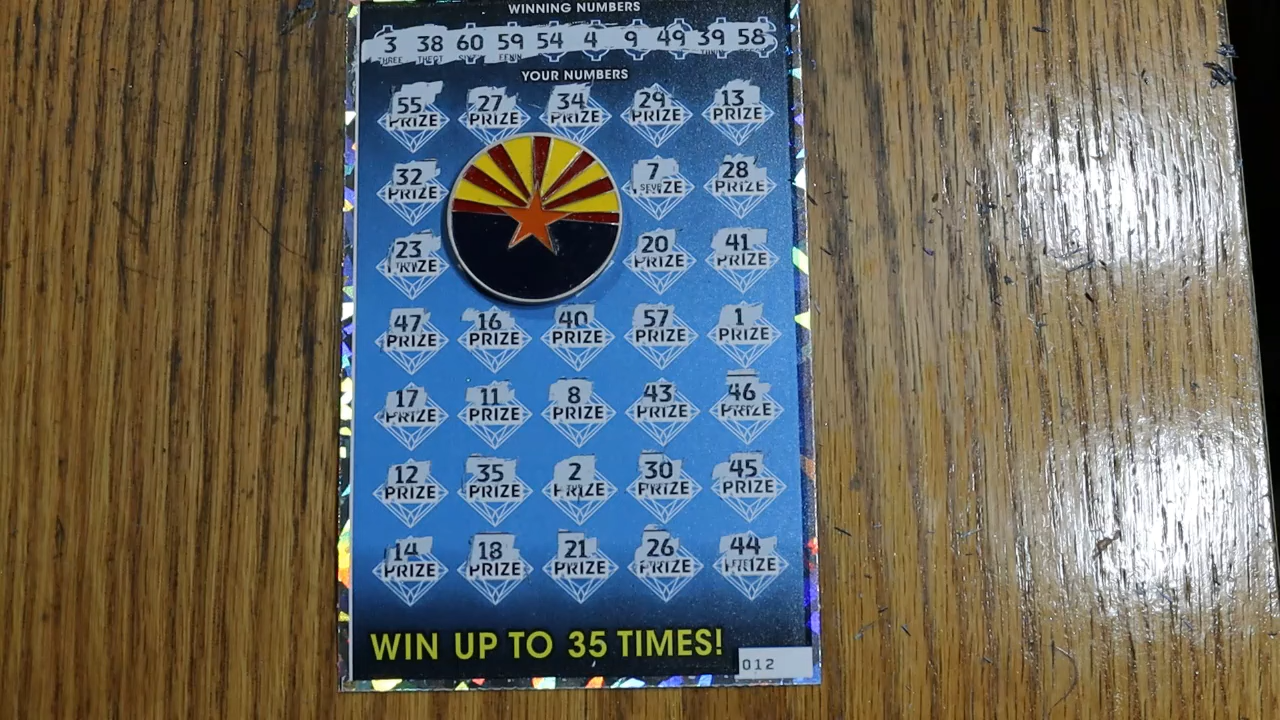 WINNING NUMBERS
3 38 60 59 54 4 9 49 39 58
THREE
YOUR NUMBERS
55 27 34 29 13
PRIZE PRIZE PRIZE PRIZE PRIZE
32 7 28
PRIZE PRIZE
23 20 41
PRIZE PRIZE PRIZE
47 16 40 57 1
PRIZE PRIZE PRIZE PRIZE PRIZE
17 11 8 43 46
PRIZE PRIZE PRIZE PRIZE PRIZE
12 35 2 30 45
PRIZE PRIZE PRIZE PRIZE PRIZE
14 18 21 26 44
PRIZE PRIZE PRIZE PRIZE PRIZE
WIN UP TO 35 TIMES!
012